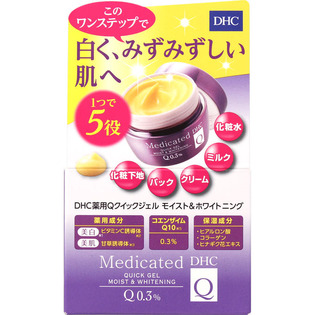 この
ワンステップで
DHC
白く、みずみずしい
肌へ
1つで
5役
Medicated DHC
Q0.3%
化粧水
ミルク
クリーム
パック
化粧下地
DHC薬用Qクイックジェル モイスト&ホワイトニング
薬用成分
美白 ビタミンC誘導体
美肌 甘草誘導体
コエンザイム
Q10
0.3%
保湿成分
・ヒアルロン酸
・コラーゲン
・ヒナギク花エキス
Medicated DHC
QUICK GEL
MOIST & WHITENING
Q0.3%
Q